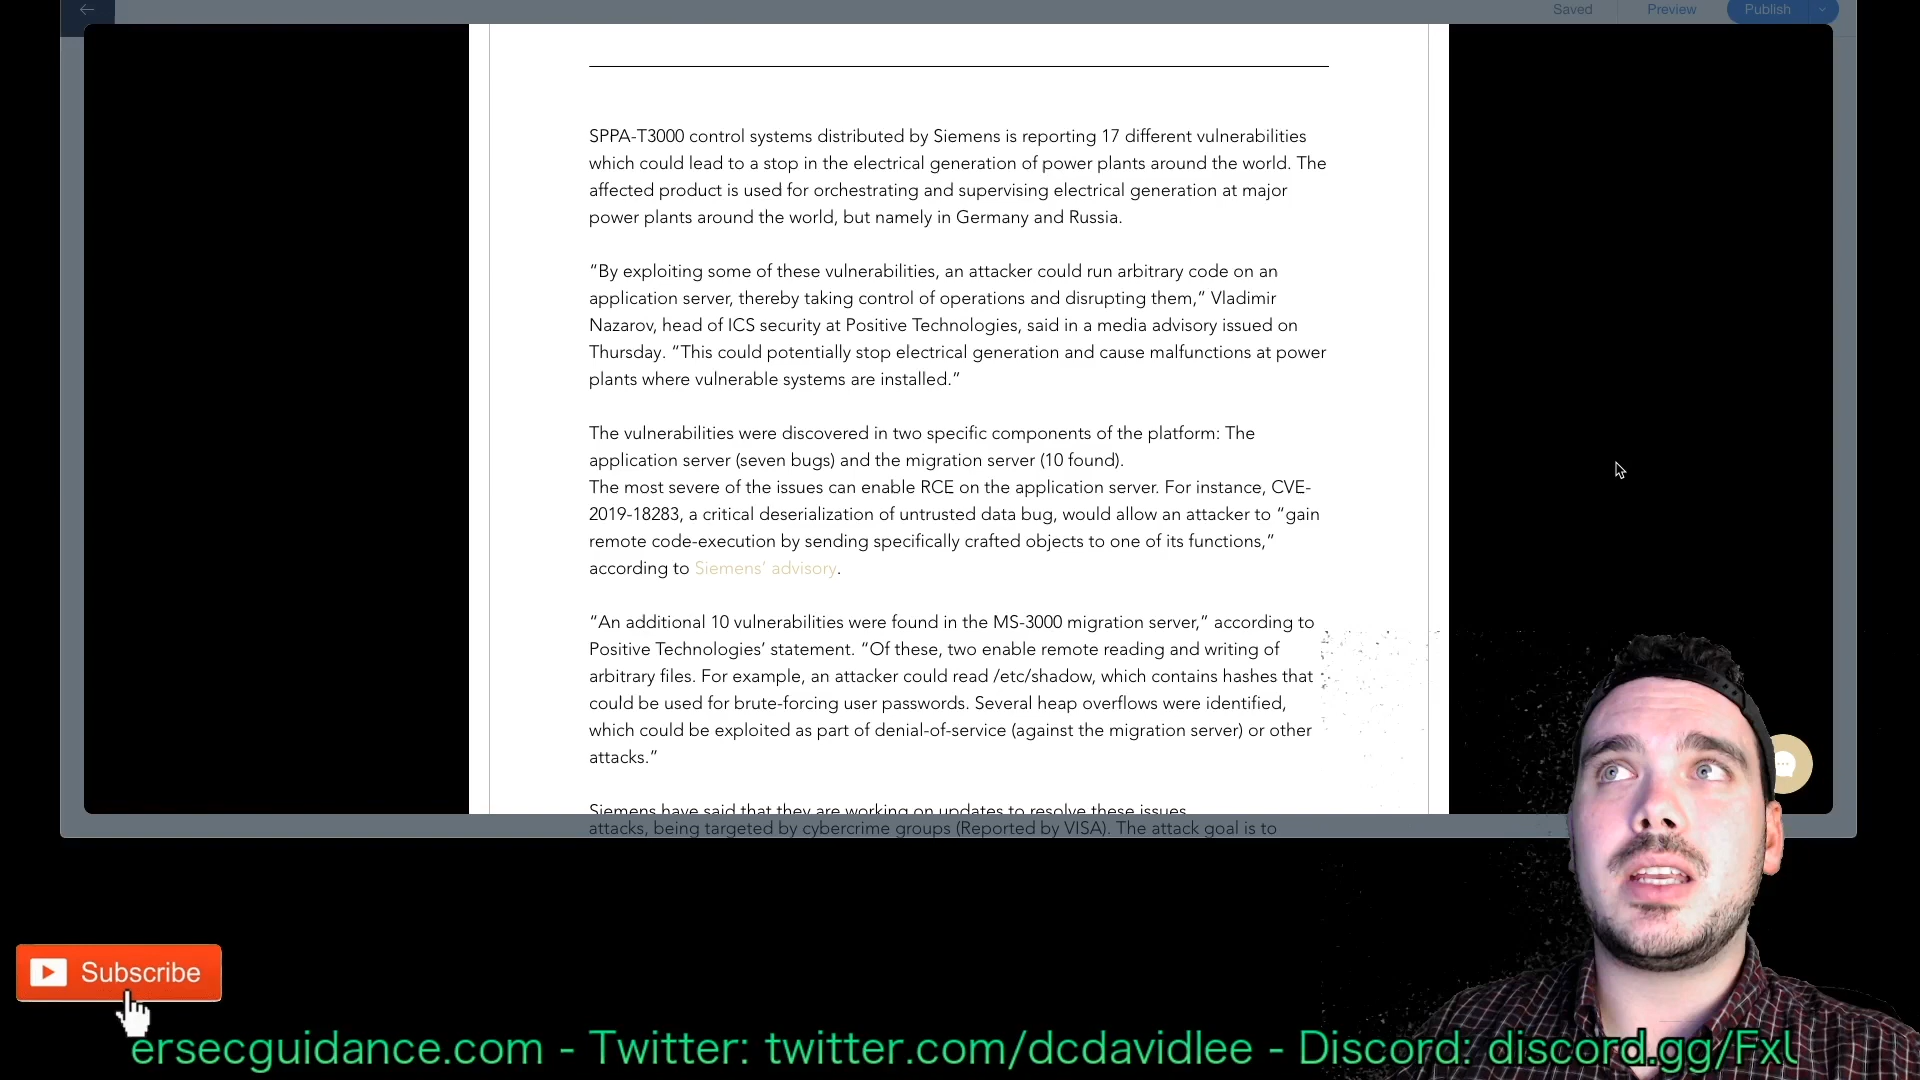 Saved
Preview
Publish
SPPA-T3000 control systems distributed by Siemens is reporting 17 different vulnerabilities
which could lead to a stop in the electrical generation of power plants around the world. The
affected product is used for orchestrating and supervising electrical generation at major
power plants around the world, but namely in Germany and Russia.
“By exploiting some of these vulnerabilities, an attacker could run arbitrary code on an
application server, thereby taking control of operations and disrupting them,” Vladimir
Nazarov, head of ICS security at Positive Technologies, said in a media advisory issued on
Thursday. “This could potentially stop electrical generation and cause malfunctions at power
plants where vulnerable systems are installed.”
The vulnerabilities were discovered in two specific components of the platform: The
application server (seven bugs) and the migration server (10 found).
The most severe of the issues can enable RCE on the application server. For instance, CVE-
2019-18283, a critical deserialization of untrusted data bug, would allow an attacker to “gain
remote code-execution by sending specifically crafted objects to one of its functions,”
according to Siemens’ advisory.
“An additional 10 vulnerabilities were found in the MS-3000 migration server,” according to
Positive Technologies’ statement. “Of these, two enable remote reading and writing of
arbitrary files. For example, an attacker could read /etc/shadow, which contains hashes that
could be used for brute-forcing user passwords. Several heap overflows were identified,
which could be exploited as part of denial-of-service (against the migration server) or other
attacks.”
Siemens have said that they are working on updates to resolve these issues
attacks, being targeted by cybercrime groups (Reported by VISA). The attack goal is to
Subscribe
ersecguidance.com - Twitter: twitter.com/dcdavidlee - Discord: discord.gg/Fxl